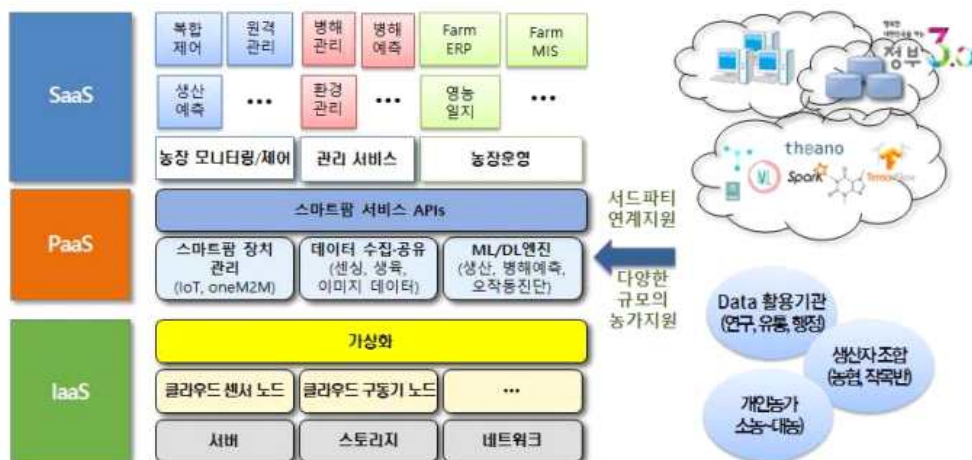 SaaS
복합 제어
원격 관리
병해 관리
병해 예측
Farm ERP
Farm MIS
생산 예측
•••
환경 관리
•••
영농 일지
•••
농장 모니터링/제어
관리 서비스
농장운영
PaaS
스마트팜 서비스 APIs
스마트팜 장치
관리
(IoT, oneM2M)
데이터 수집·공유
(센싱, 생육,
이미지 데이터)
ML/DL엔진
(생산, 병해예측,
오작동진단)
IaaS
가상화
클라우드 센서 노드
클라우드 구동기 노드
•••
서버
스토리지
네트워크
서드파티
연계지원
다양한
규모의
농가지원
정부 3.0
theano
Spark
TensorFlow
Data 활용기관
(연구, 유통, 행정)
생산자 조합
(농협, 작목반)
개인농가
소농~대농)